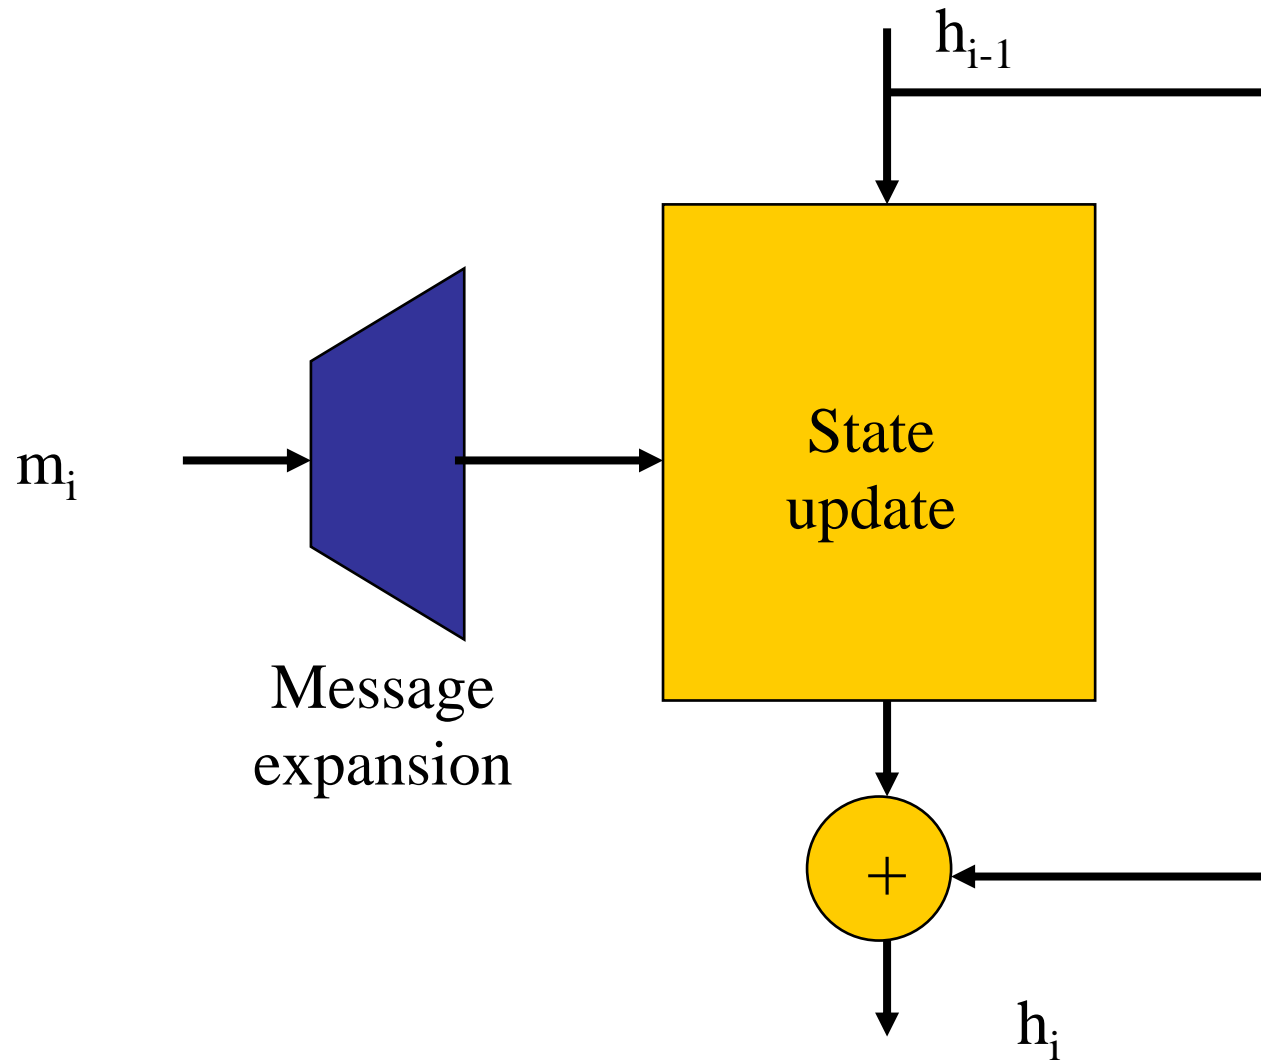 h_{i-1}
State
update
m_i
Message
expansion
+
h_i